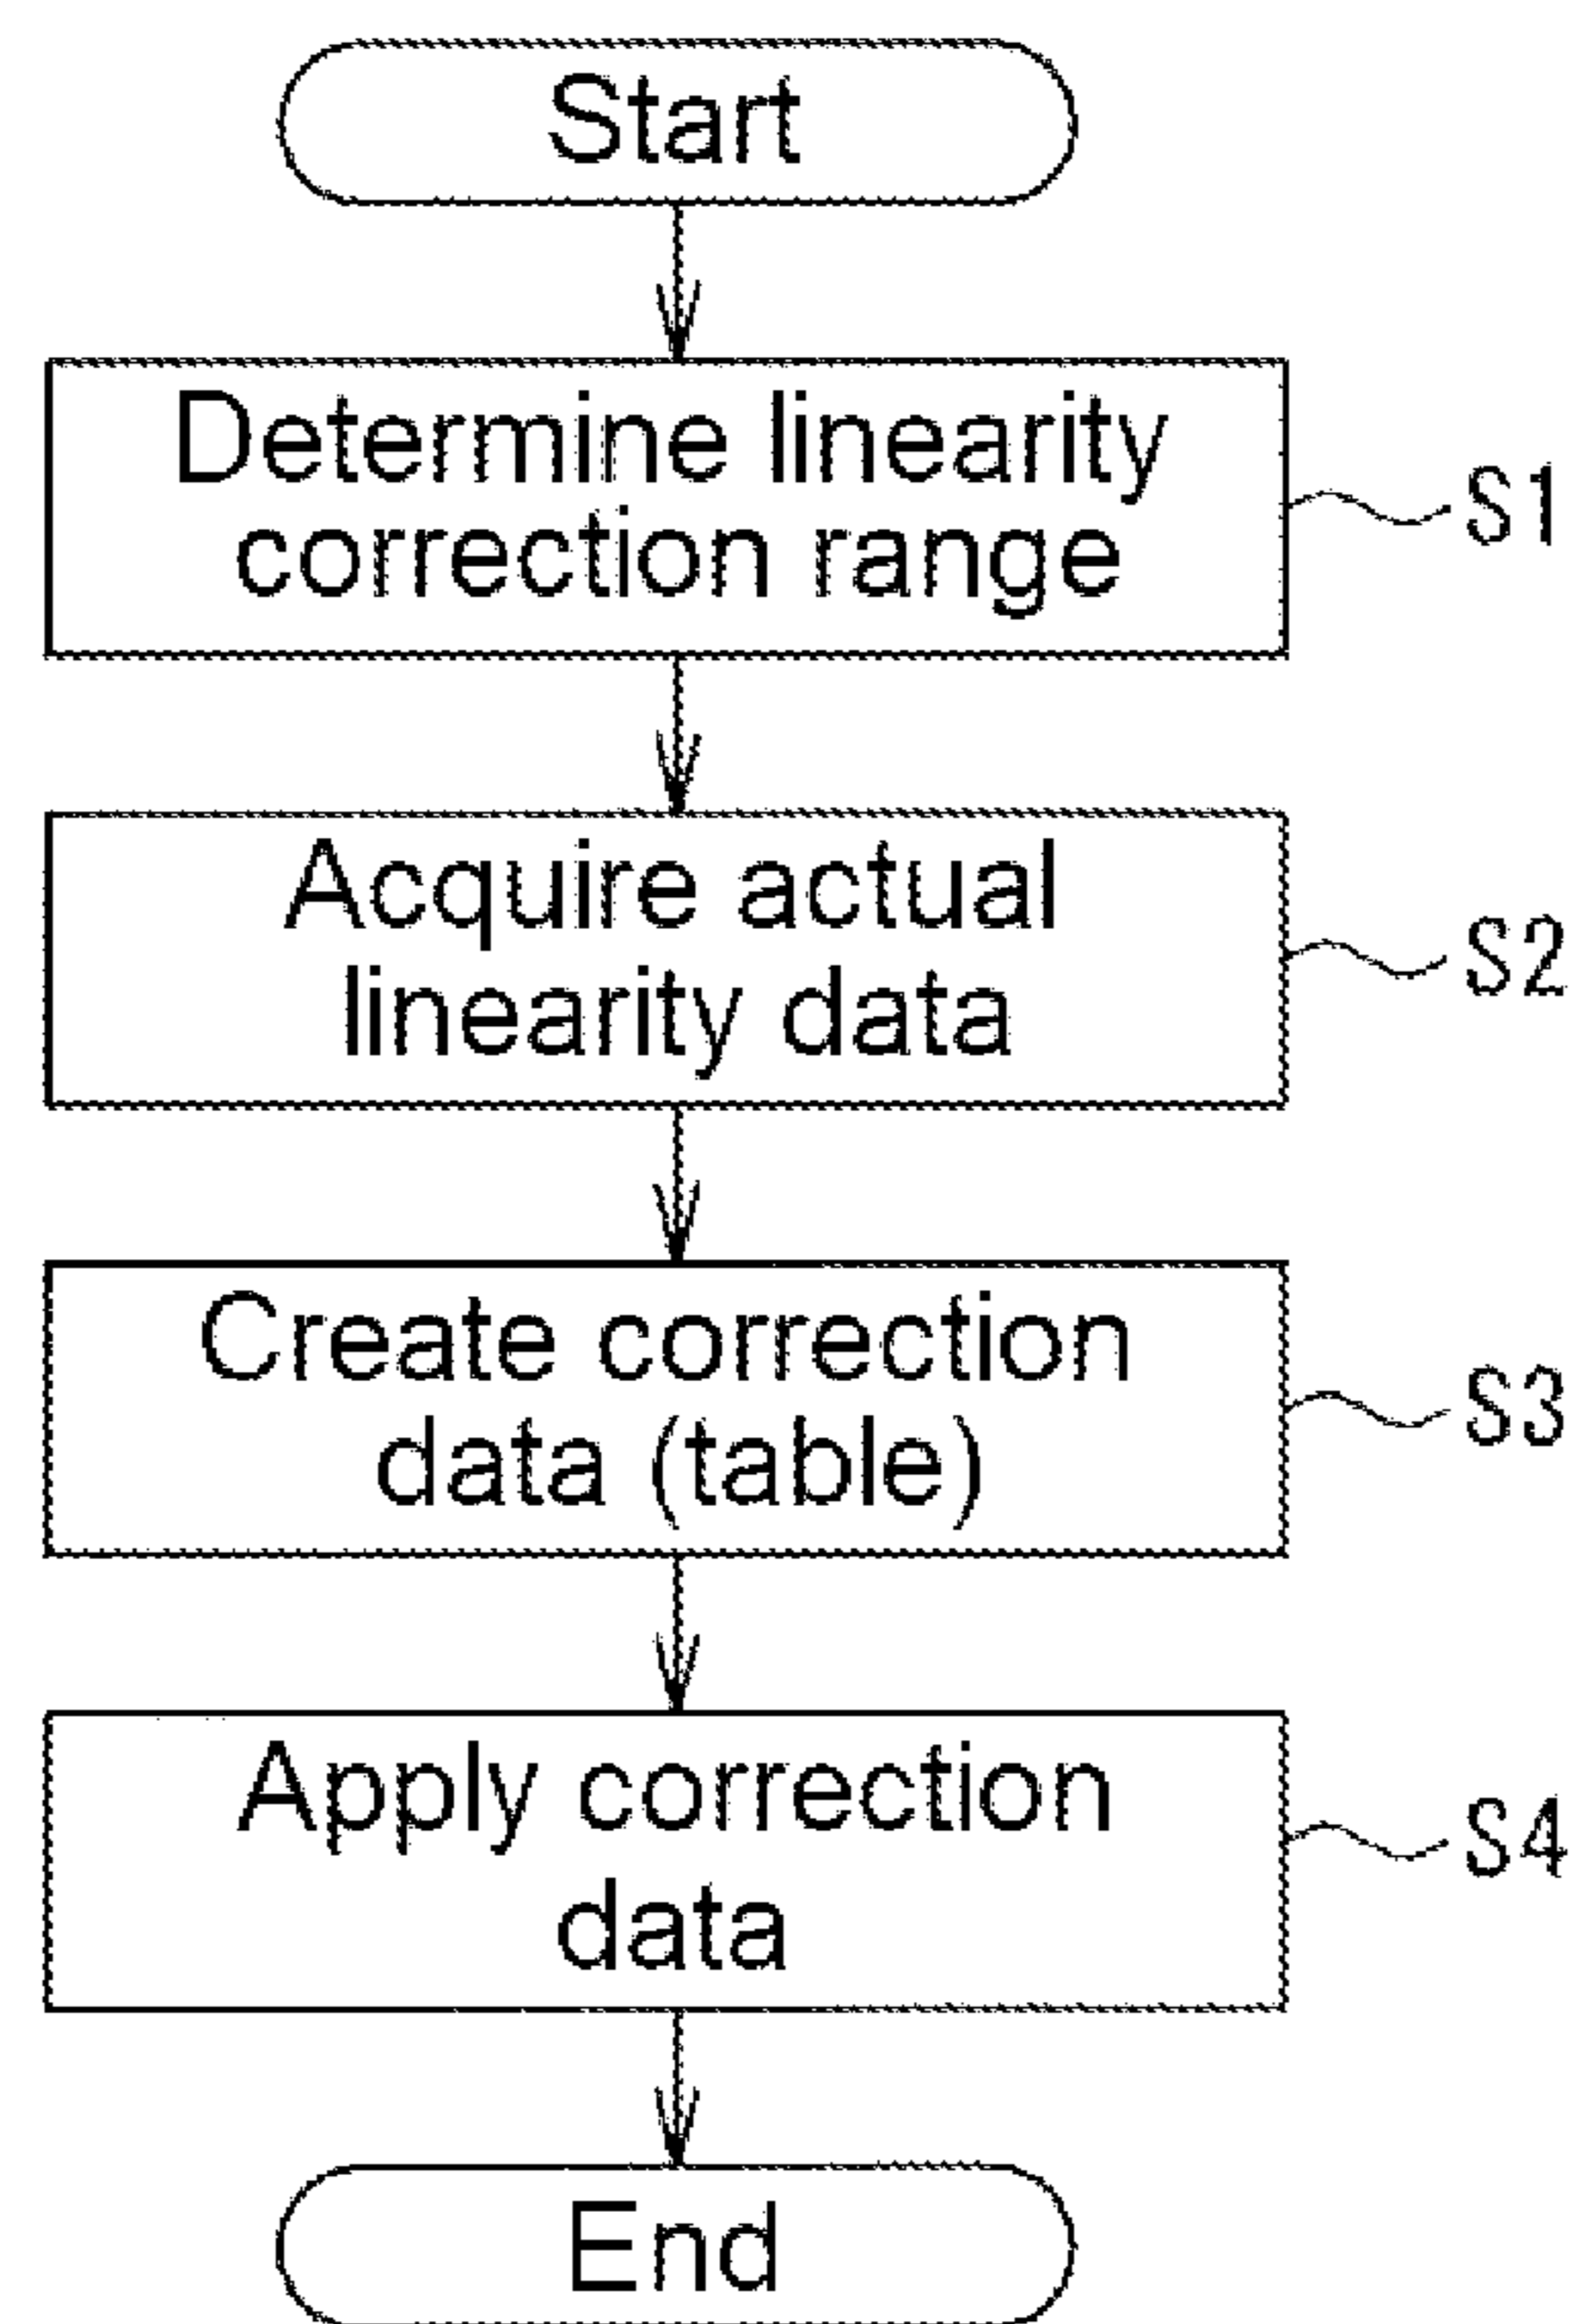 Start
Determine linearity
correction range
S1
Acquire actual
linearity data
S2
Create correction
data (table)
S3
Apply correction
data
S4
End